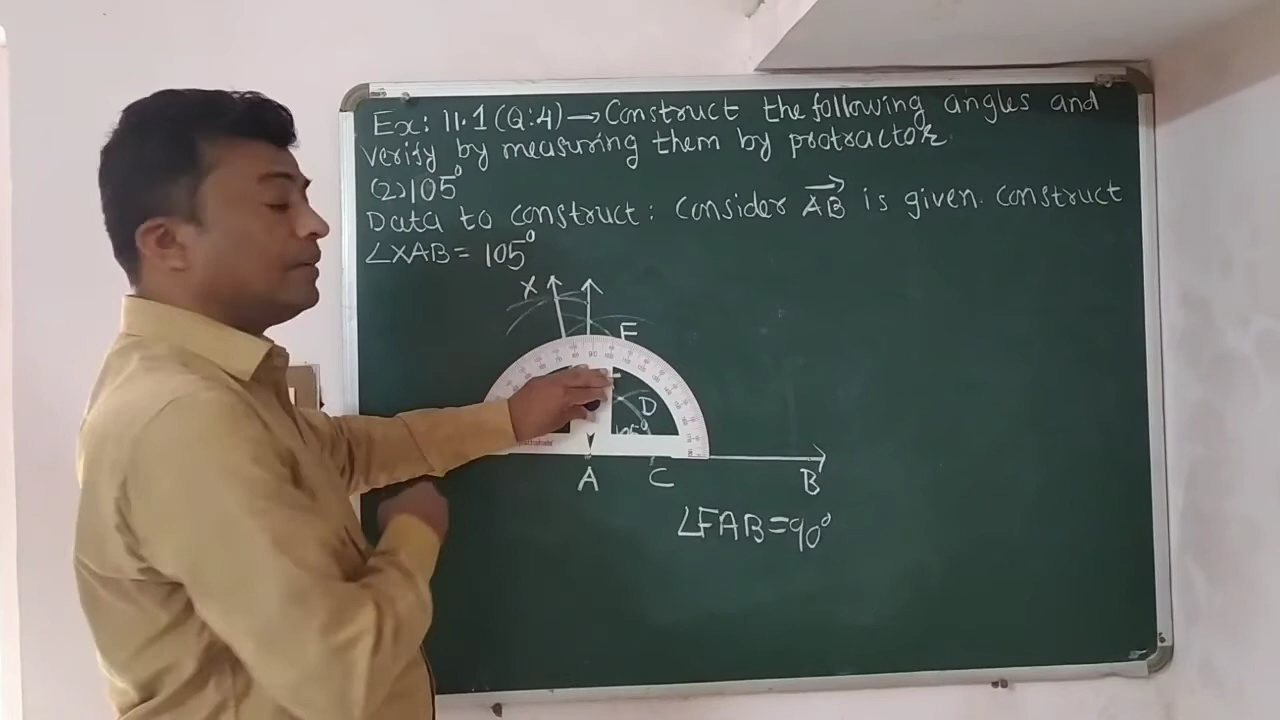 Ex: 11.1 (Q:4) → Construct the following angles and
verify by measuring them by protractor.
(2) 105°
Data to construct: Consider AB is given. construct
∠XAB = 105°
X
F
D
105°
A C B
∠FAB = 90°